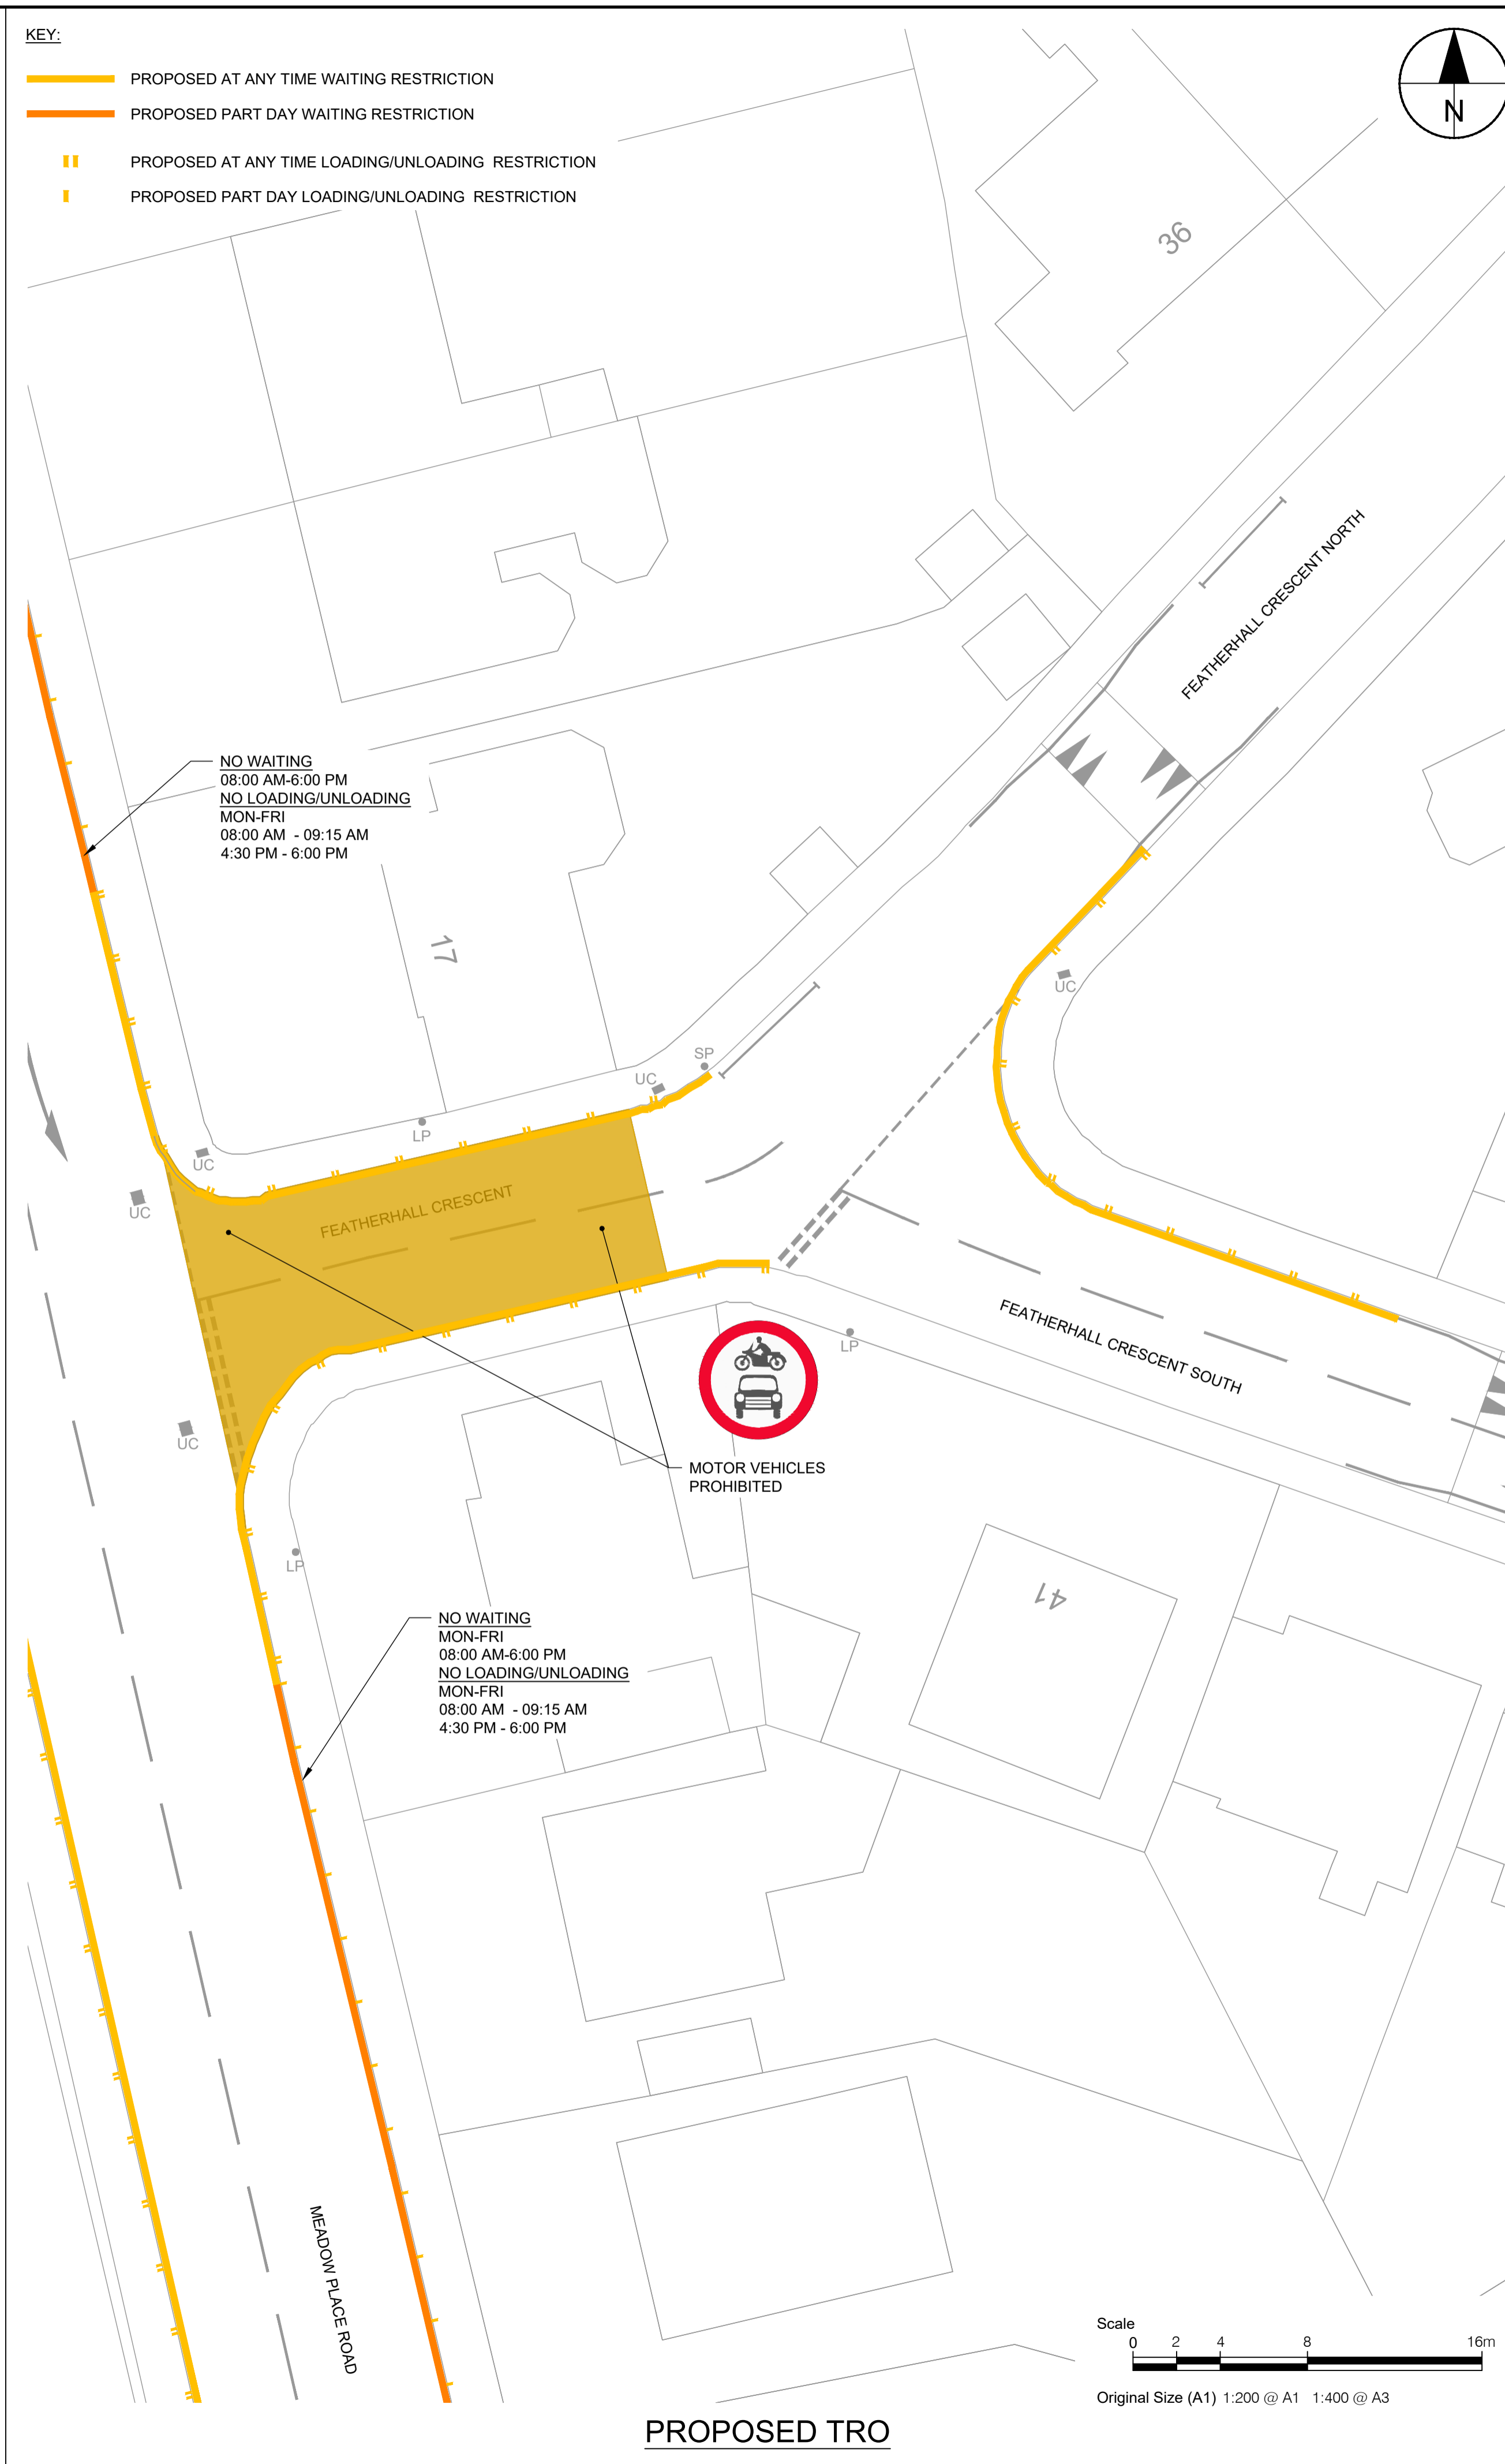 KEY:
PROPOSED AT ANY TIME WAITING RESTRICTION
PROPOSED PART DAY WAITING RESTRICTION
PROPOSED AT ANY TIME LOADING/UNLOADING RESTRICTION
PROPOSED PART DAY LOADING/UNLOADING RESTRICTION
N
36
FEATHERHALL CRESCENT NORTH
NO WAITING
08:00 AM-6:00 PM
NO LOADING/UNLOADING
MON-FRI
08:00 AM - 09:15 AM
4:30 PM - 6:00 PM
17
UC
SP
UC
LP
UC
UC
FEATHERHALL CRESCENT
FEATHERHALL CRESCENT SOUTH
LP
UC
MOTOR VEHICLES
PROHIBITED
LP
41
NO WAITING
MON-FRI
08:00 AM-6:00 PM
NO LOADING/UNLOADING
MON-FRI
08:00 AM - 09:15 AM
4:30 PM - 6:00 PM
MEADOW PLACE ROAD
Scale
0 2 4 8 16m
Original Size (A1) 1:200 @ A1 1:400 @ A3
PROPOSED TRO